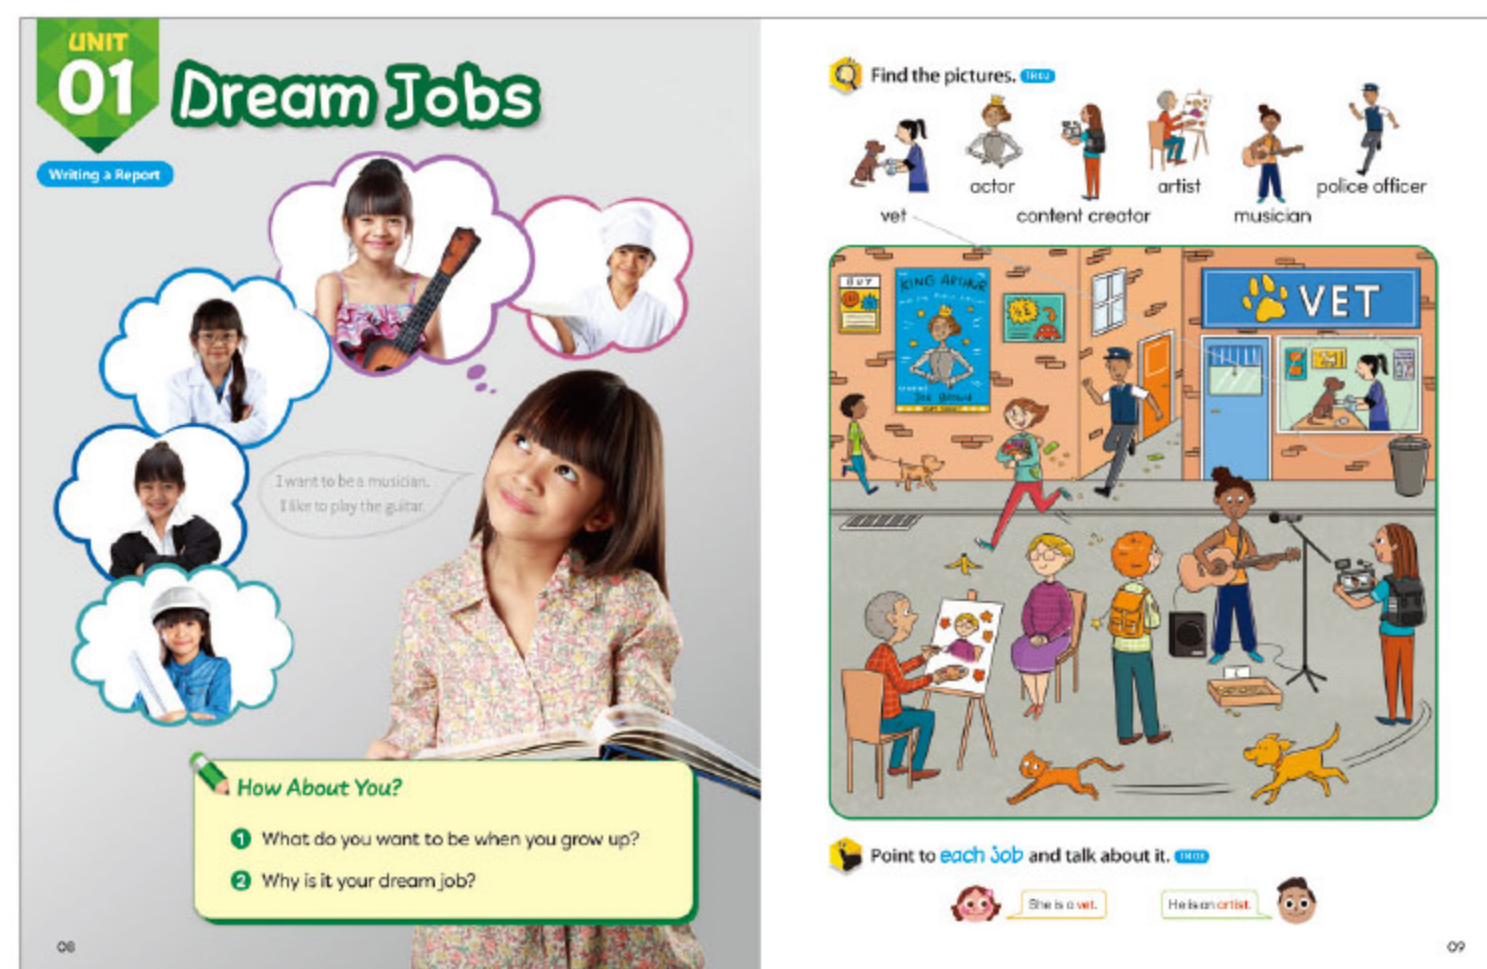 UNIT
01
Dream Jobs
Writing a Report
I want to be a musician.
I like to play the guitar.
How About You?
1 What do you want to be when you grow up?
2 Why is it your dream job?
08
Find the pictures.
actor
artist
police officer
vet
content creator
musician
BUY
KING ARTHUR
VET
Point to each job and talk about it.
She is a vet.
He is an artist.
09